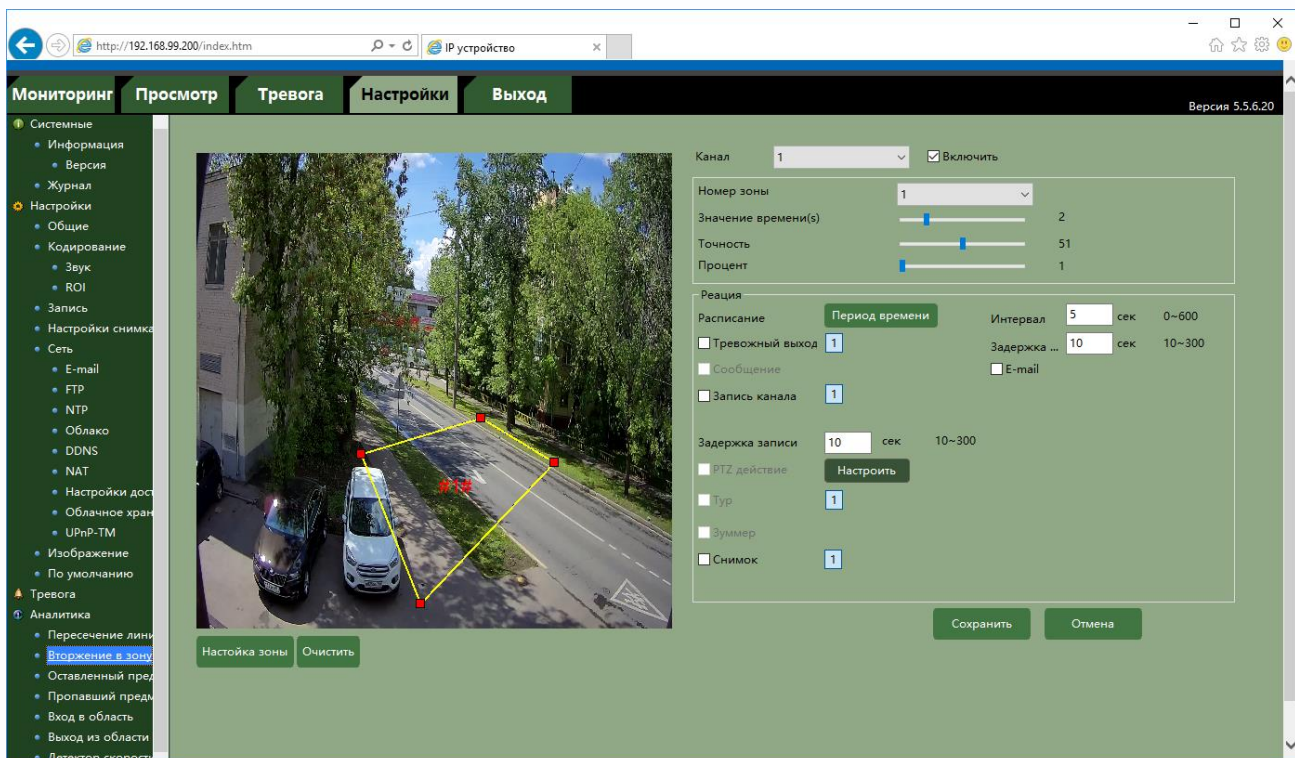 http://192.168.99.200/index.htm
IP устройство
Мониторинг Просмотр Тревога Настройки Выход
Версия 5.5.6.20
Системные
Информация
Версия
Журнал
Настройки
Общие
Кодирование
Звук
ROI
Запись
Настройки снимка
Сеть
E-mail
FTP
NTP
Облако
DDNS
NAT
Настройки дост
Облачное хран
UPnP-TM
Изображение
По умолчанию
Тревога
Аналитика
Пересечение лини
Вторжение в зону
Оставленный пред
Пропавший предм
Вход в область
Выход из области
Детектор скорости
#1#
Настойка зоны Очистить
Канал 1 Включить
Номер зоны 1
Значение времени(s) 2
Точность 51
Процент 1
Реация
Расписание Период времени Интервал 5 сек 0~600
Тревожный выход 1 Задержка ... 10 сек 10~300
Сообщение E-mail
Запись канала 1
Задержка записи 10 сек 10~300
PTZ действие Настроить
Тур 1
Зуммер
Снимок 1
Сохранить Отмена